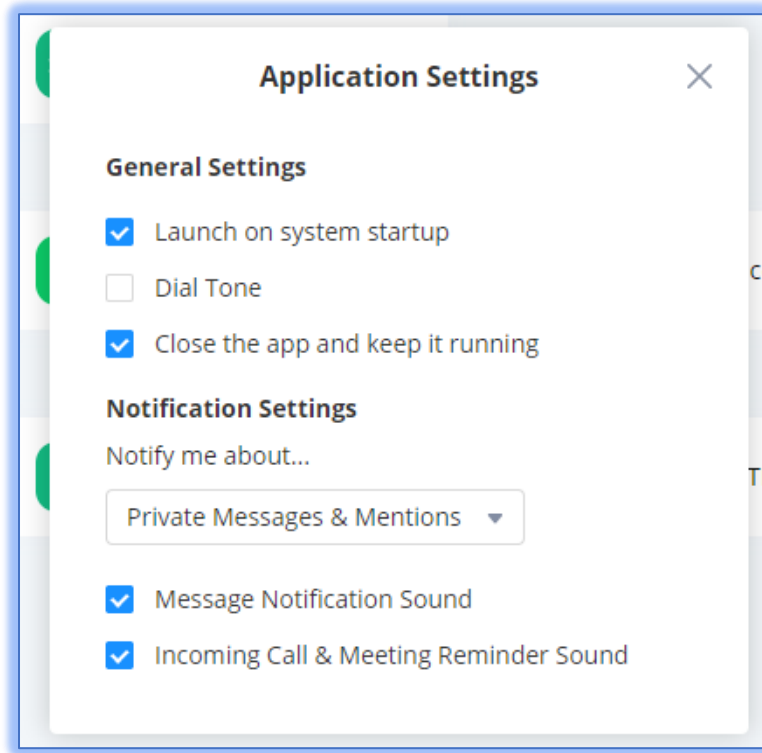 Application Settings
General Settings
Launch on system startup
Dial Tone
c
Close the app and keep it running
Notification Settings
Notify me about...
T
Private Messages & Mentions
Message Notification Sound
Incoming Call & Meeting Reminder Sound